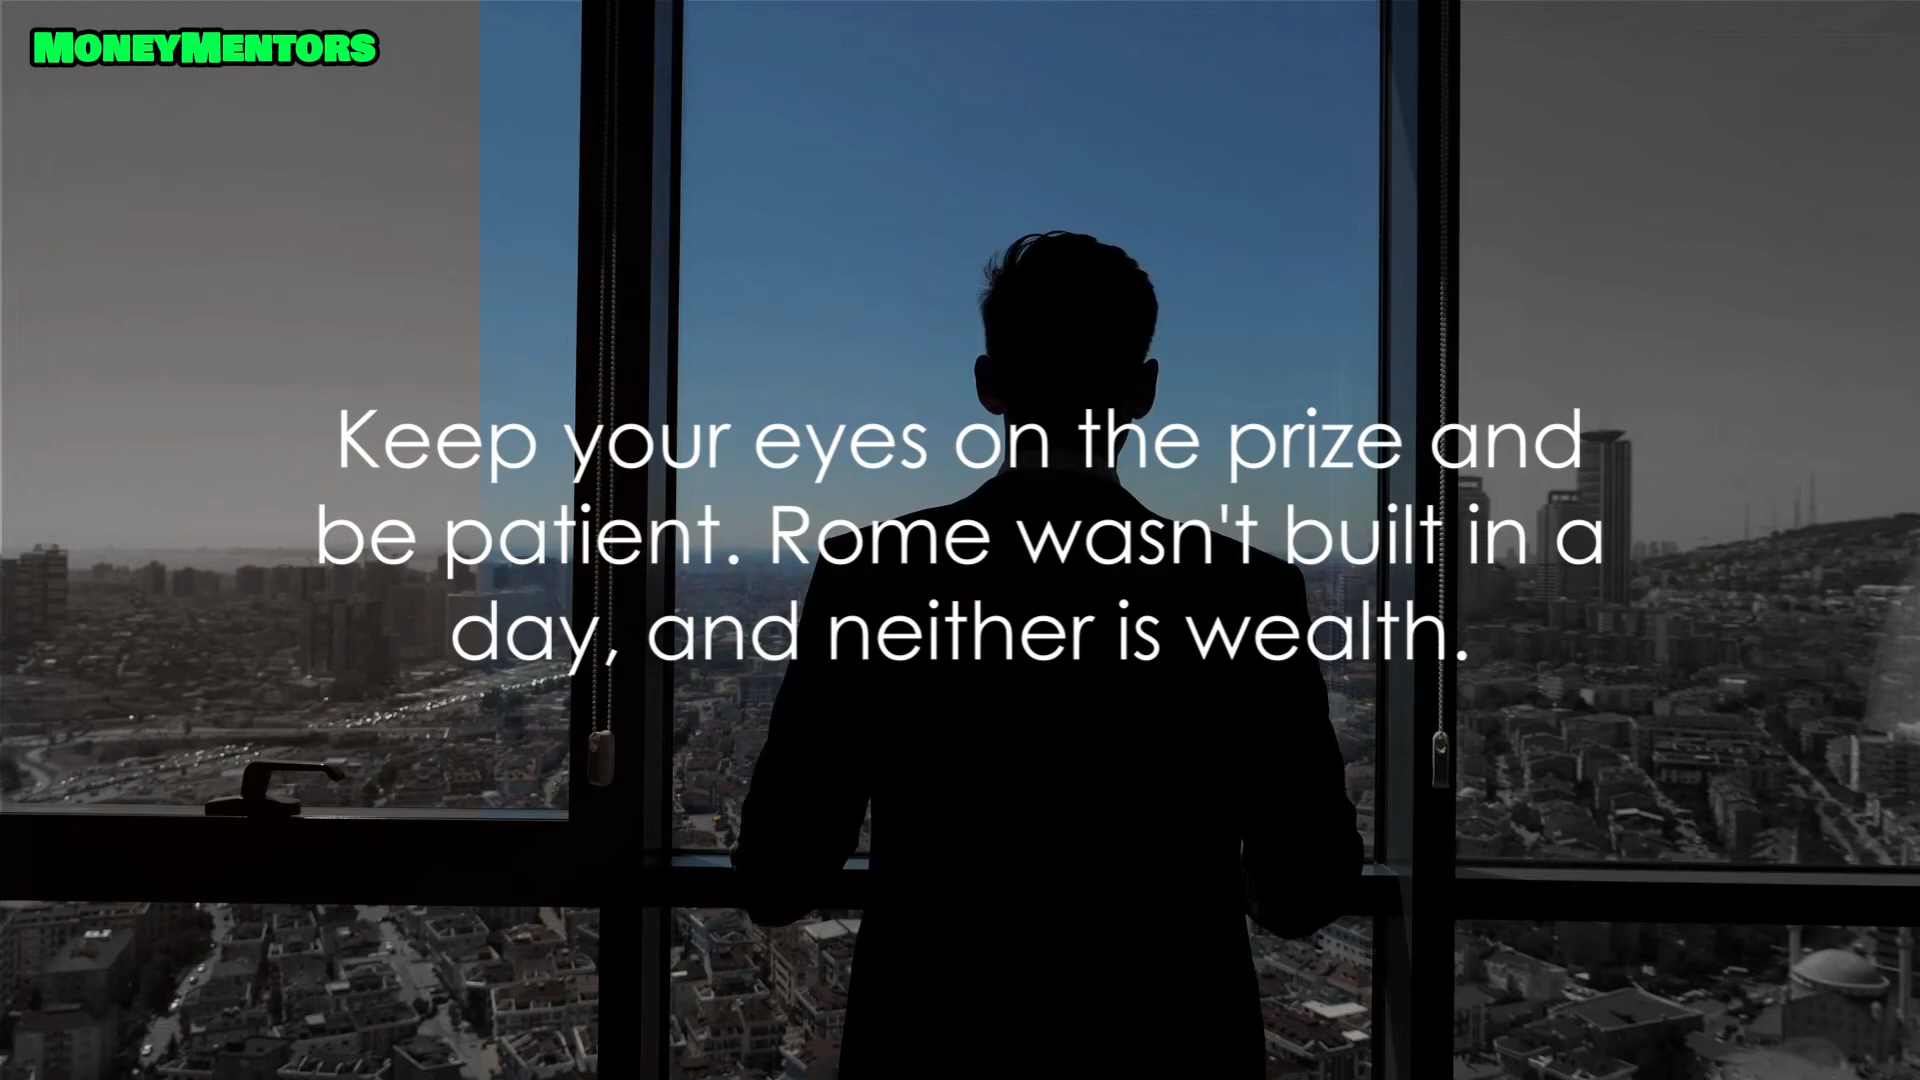 MONEYMENTORS
Keep your eyes on the prize and
be patient. Rome wasn't built in a
day, and neither is wealth.